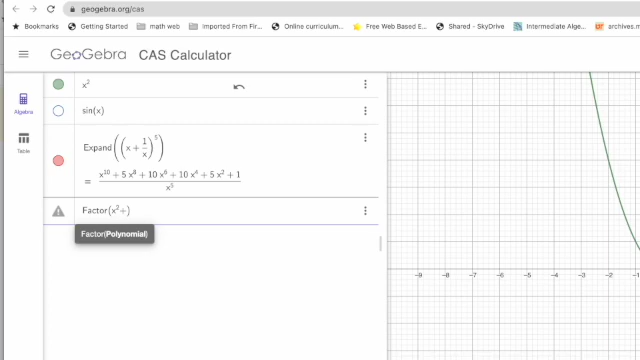 geogebra.org/cas
Bookmarks
Getting Started
math web
Imported From Fir...
Online curriculum...
Free Web Based E...
Shared - SkyDrive
Intermediate Alge...
archives.m
GeoGebra
CAS Calculator
Algebra
Table
x²
sin(x)
Expand((x + 1/x)⁵)
= (x¹⁰ + 5 x⁸ + 10 x⁶ + 10 x⁴ + 5 x² + 1)/x⁵
Factor(x²+)
Factor(Polynomial)
-9 -8 -7 -6 -5 -4 -3 -2 -1